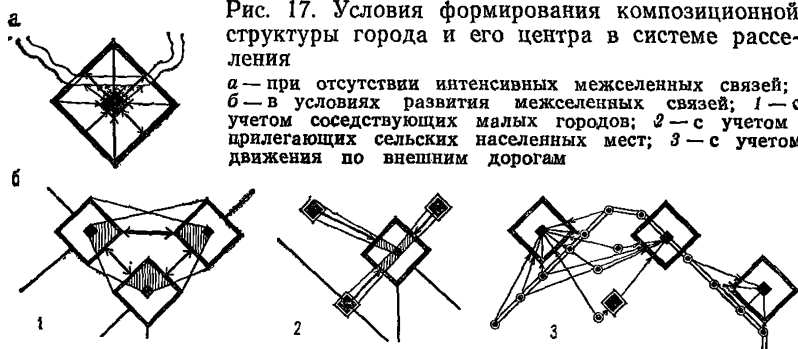 а
Рис. 17. Условия формирования композиционной
структуры города и его центра в системе рассе-
ления
а — при отсутствии интенсивных межселенных связей;
б — в условиях развития межселенных связей; 1 — с
учетом соседствующих малых городов; 2 — с учетом
прилегающих сельских населенных мест; 3 — с учетом
движения по внешним дорогам
б
1
2
3